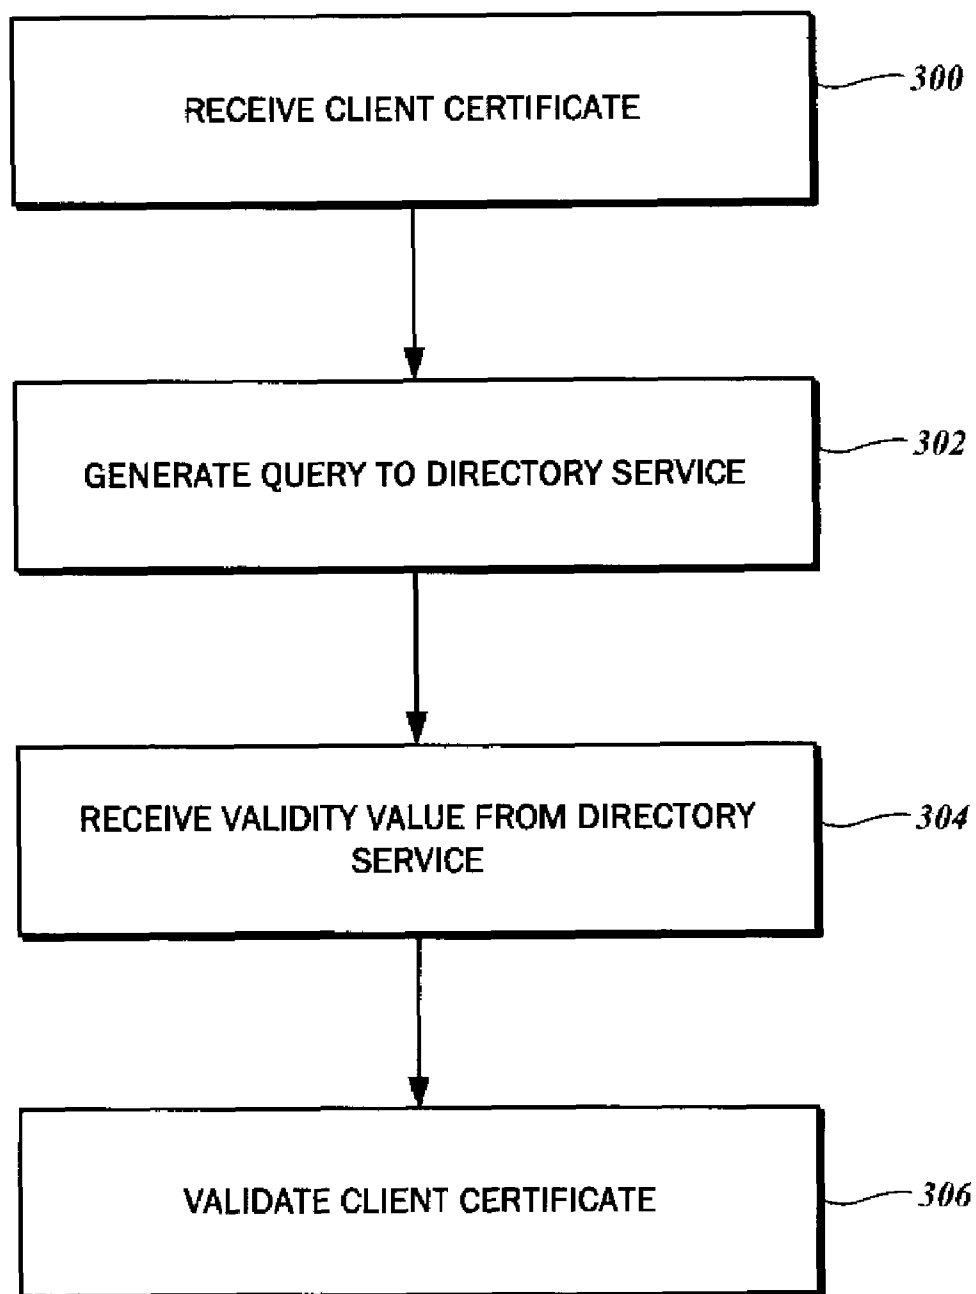 RECEIVE CLIENT CERTIFICATE
300
GENERATE QUERY TO DIRECTORY SERVICE
302
RECEIVE VALIDITY VALUE FROM DIRECTORY
SERVICE
304
VALIDATE CLIENT CERTIFICATE
306